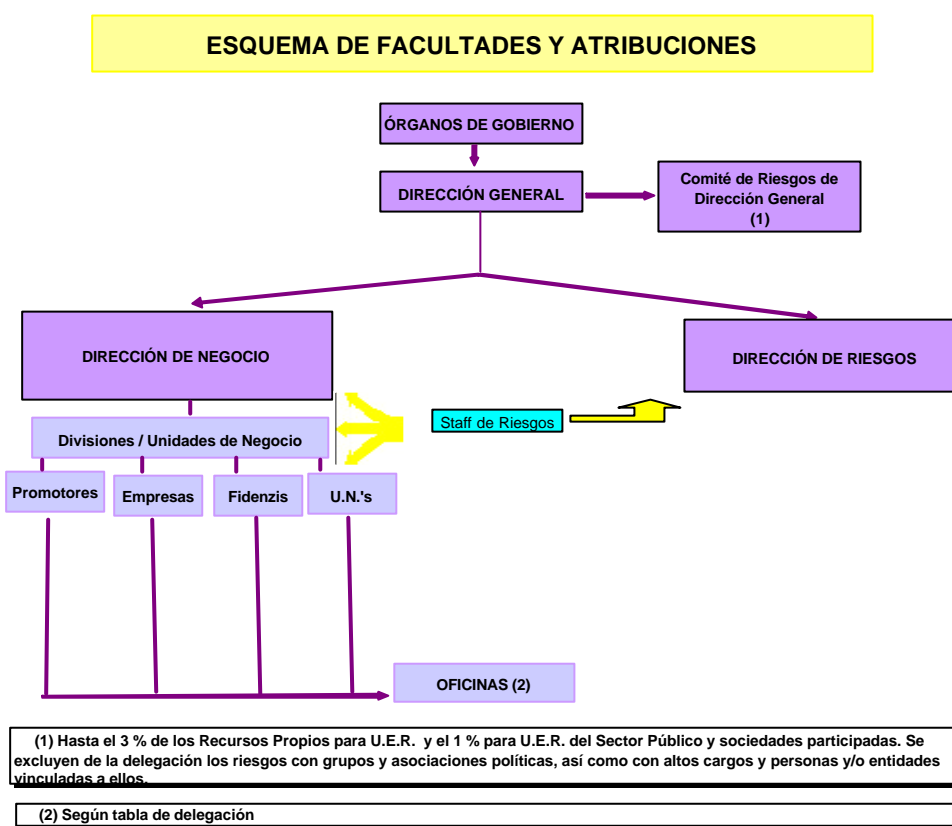 ESQUEMA DE FACULTADES Y ATRIBUCIONES
ÓRGANOS DE GOBIERNO
DIRECCIÓN GENERAL
Comité de Riesgos de
Dirección General
(1)
DIRECCIÓN DE NEGOCIO
DIRECCIÓN DE RIESGOS
Staff de Riesgos
Divisiones / Unidades de Negocio
Promotores
Empresas
Fidenzis
U.N.'s
OFICINAS (2)
(1) Hasta el 3 % de los Recursos Propios para U.E.R. y el 1 % para U.E.R. del Sector Público y sociedades participadas. Se
excluyen de la delegación los riesgos con grupos y asociaciones políticas, así como con altos cargos y personas y/o entidades
vinculadas a ellos.
(2) Según tabla de delegación